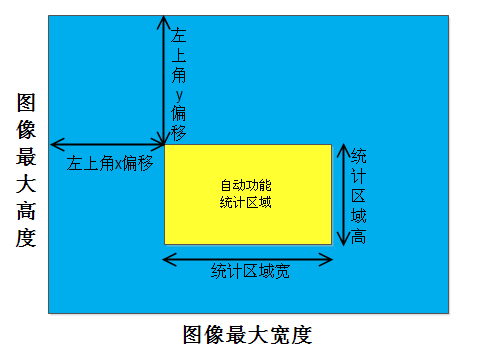 左上角y偏移
图像最大高度
左上角x偏移
自动功能
统计区域
统计区域高
统计区域宽
图像最大宽度